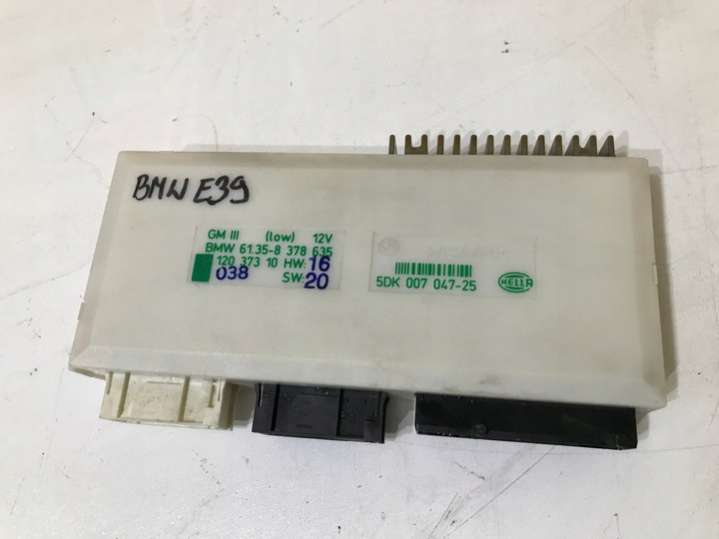 BMW E39
GM III (low) 12V
BMW 61.35-8 378 635
120 373 10 HW: 16
038 SW: 20
5DK 007 047-25
HELLA